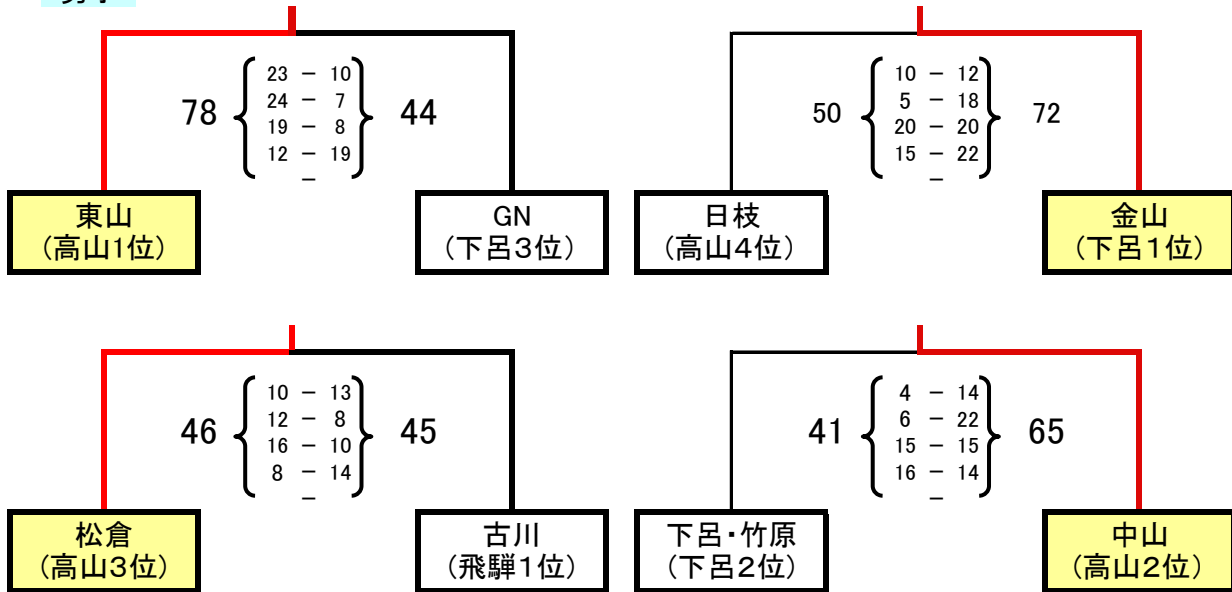 23 － 10
24 － 7
19 － 8
12 － 19
－
78
44
東山
（高山1位）
GN
（下呂3位）
10 － 12
5 － 18
20 － 20
15 － 22
－
50
72
日枝
（高山4位）
金山
（下呂1位）
10 － 13
12 － 8
16 － 10
8 － 14
－
46
45
松倉
（高山3位）
古川
（飛騨1位）
4 － 14
6 － 22
15 － 15
16 － 14
－
41
65
下呂・竹原
（下呂2位）
中山
（高山2位）